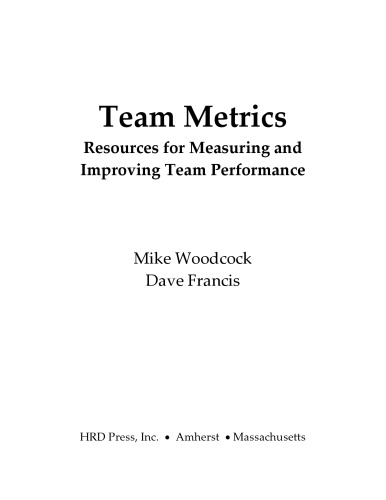 Team Metrics
Resources for Measuring and
Improving Team Performance
Mike Woodcock
Dave Francis
HRD Press, Inc. • Amherst • Massachusetts